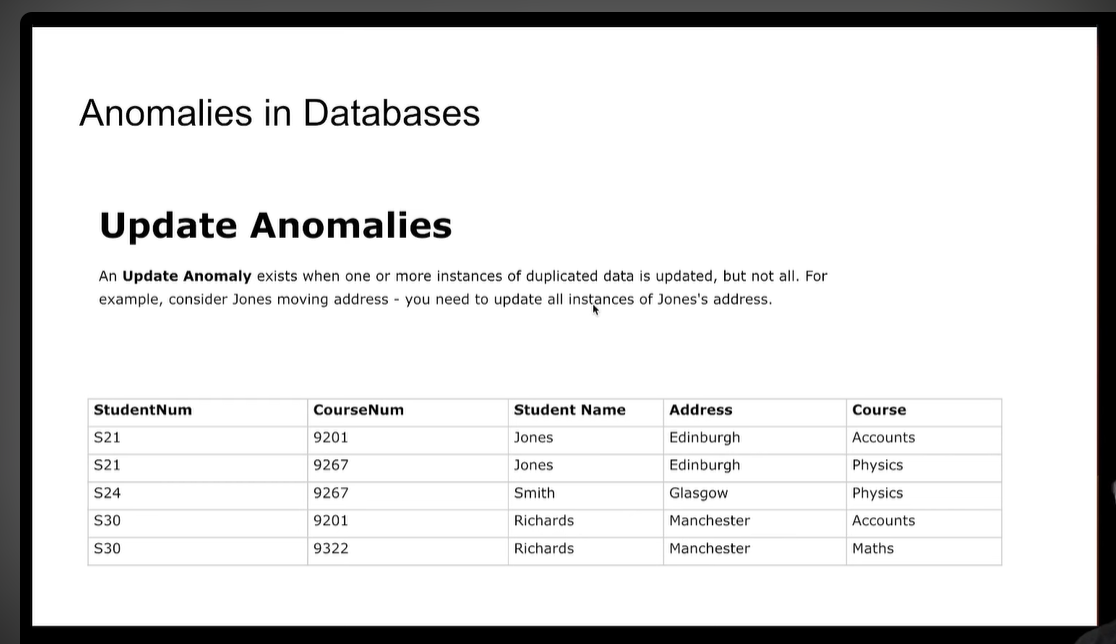 Anomalies in Databases
Update Anomalies
An Update Anomaly exists when one or more instances of duplicated data is updated, but not all. For
example, consider Jones moving address - you need to update all instances of Jones's address.
StudentNum CourseNum Student Name Address Course
S21 9201 Jones Edinburgh Accounts
S21 9267 Jones Edinburgh Physics
S24 9267 Smith Glasgow Physics
S30 9201 Richards Manchester Accounts
S30 9322 Richards Manchester Maths